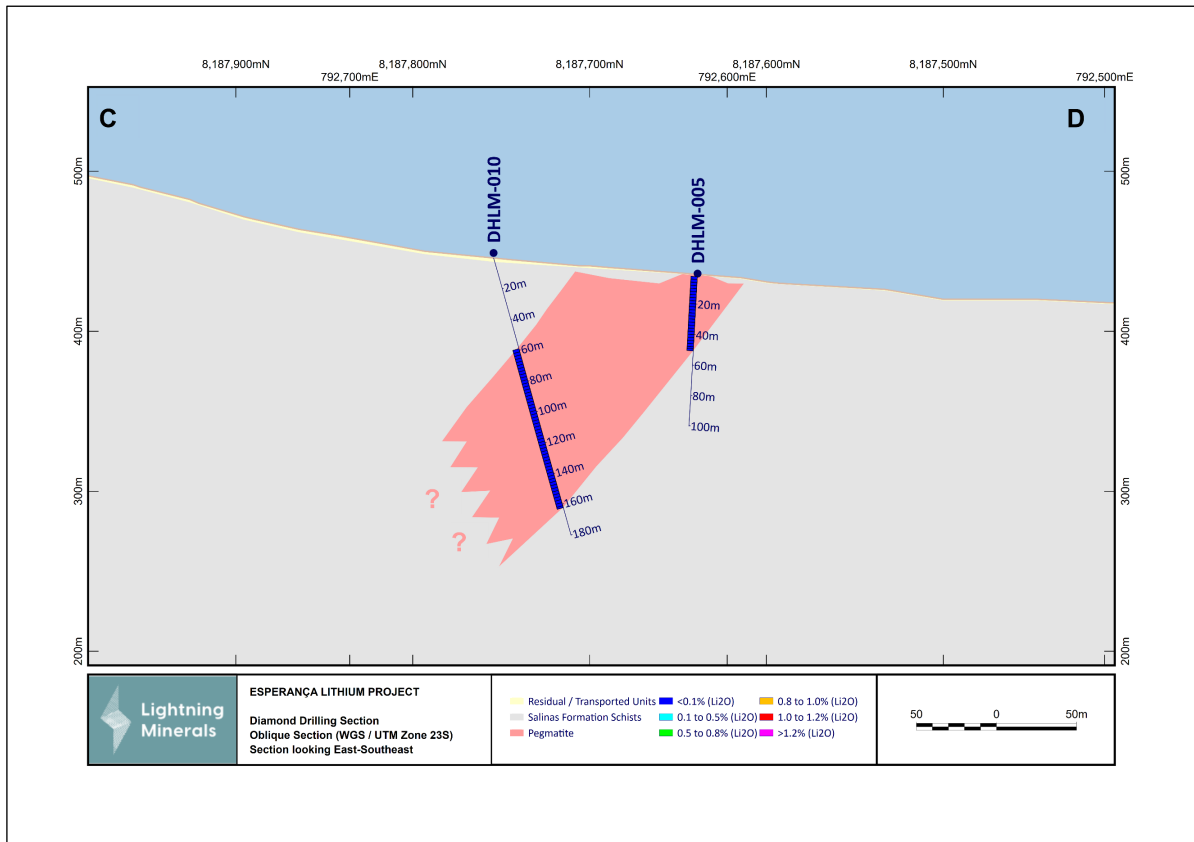 8,187,900mN 8,187,800mN 8,187,700mN 8,187,600mN 8,187,500mN
792,700mE 792,600mE 792,500mE
C
D
500m
400m
300m
200m
500m
400m
300m
200m
DHLM-010
20m
40m
60m
80m
100m
120m
140m
160m
180m
DHLM-005
20m
40m
60m
80m
100m
?
?
Lightning
Minerals
ESPERANÇA LITHIUM PROJECT
Diamond Drilling Section
Oblique Section (WGS / UTM Zone 23S)
Section looking East-Southeast
Residual / Transported Units
Salinas Formation Schists
Pegmatite
<0.1% (Li2O)
0.1 to 0.5% (Li2O)
0.5 to 0.8% (Li2O)
0.8 to 1.0% (Li2O)
1.0 to 1.2% (Li2O)
>1.2% (Li2O)
50 0 50m